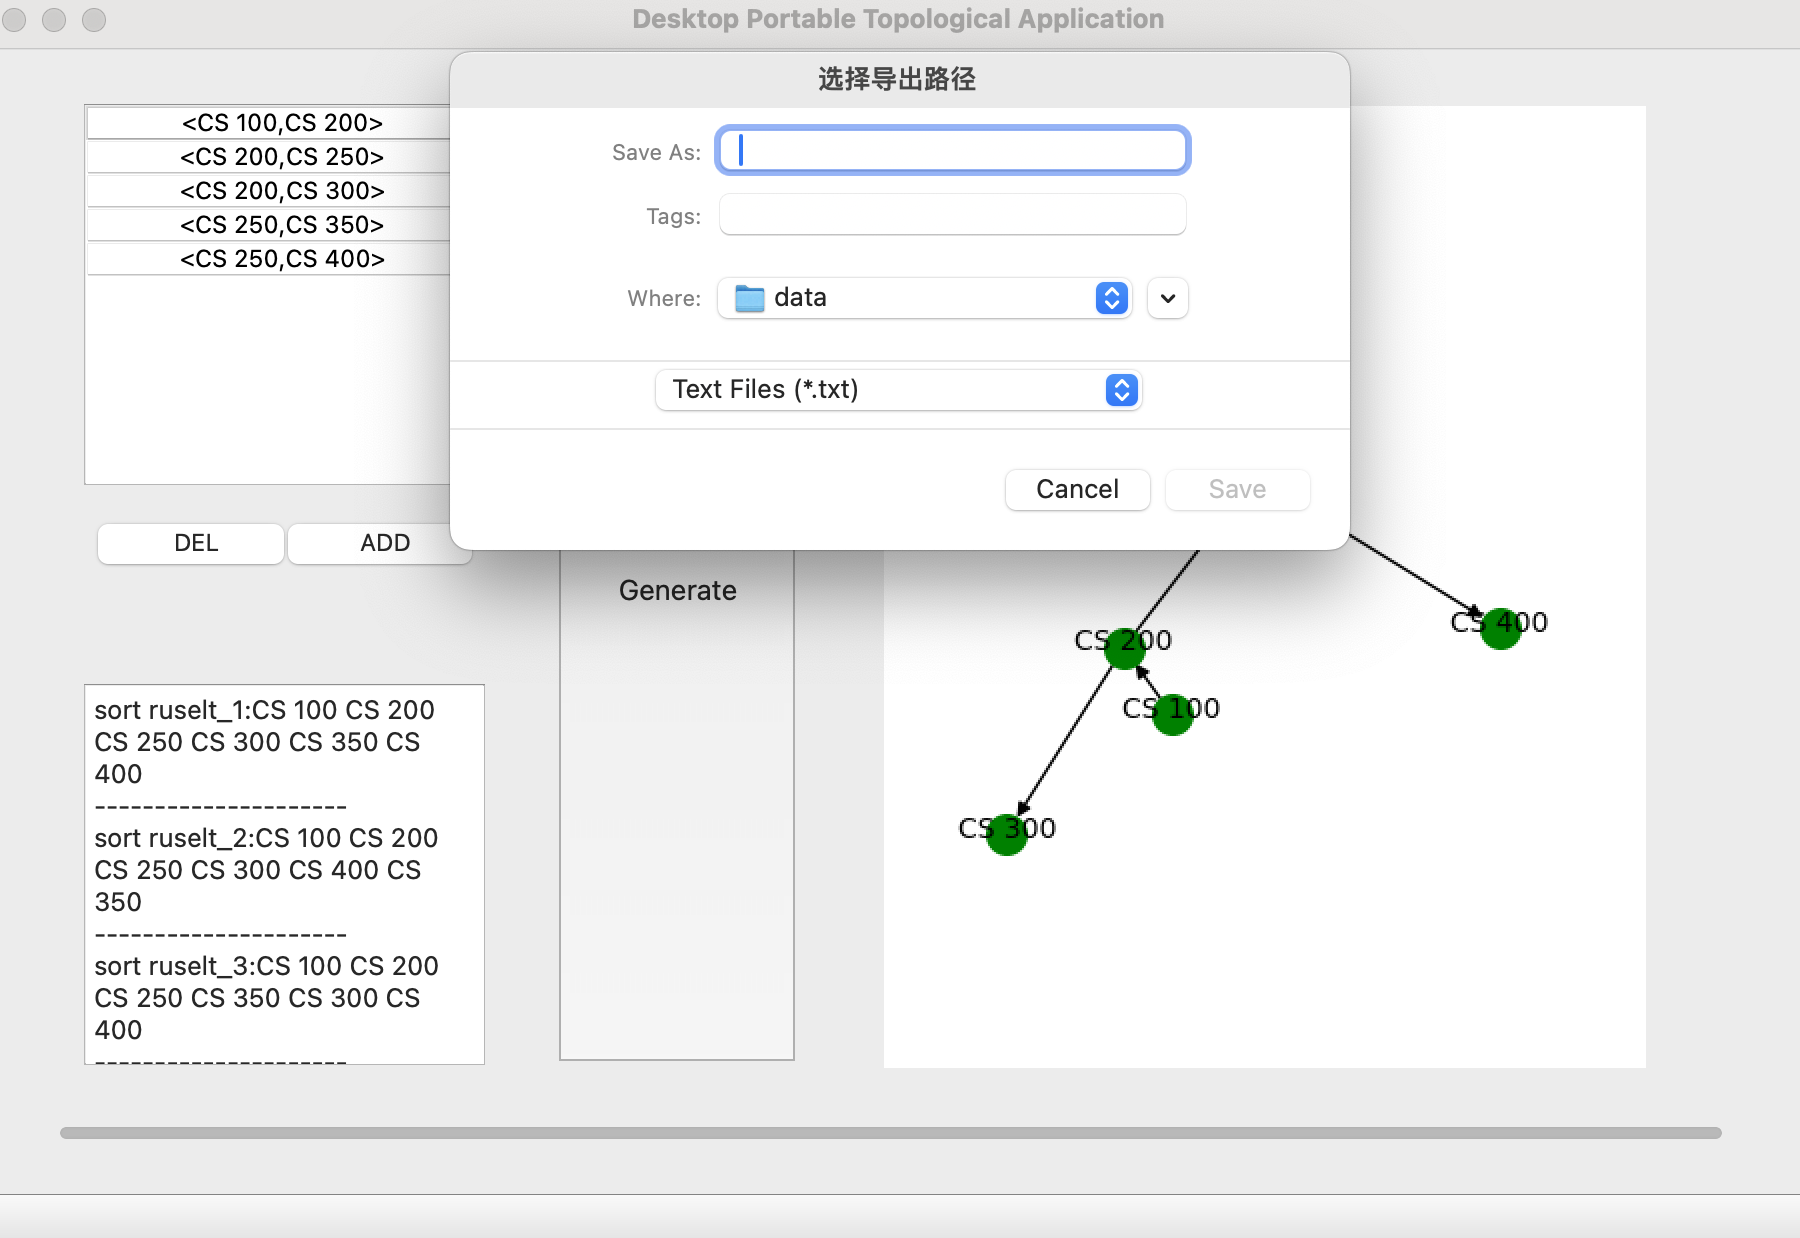 Desktop Portable Topological Application
选择导出路径
Save As:
Tags:
Where:
data
Text Files (*.txt)
Cancel
Save
<CS 100,CS 200>
<CS 200,CS 250>
<CS 200,CS 300>
<CS 250,CS 350>
<CS 250,CS 400>
DEL
ADD
sort ruselt_1:CS 100 CS 200
CS 250 CS 300 CS 350 CS
400
---------------------
sort ruselt_2:CS 100 CS 200
CS 250 CS 300 CS 400 CS
350
---------------------
sort ruselt_3:CS 100 CS 200
CS 250 CS 350 CS 300 CS
400
---------------------
Generate
CS 400
CS 200
CS 100
CS 300